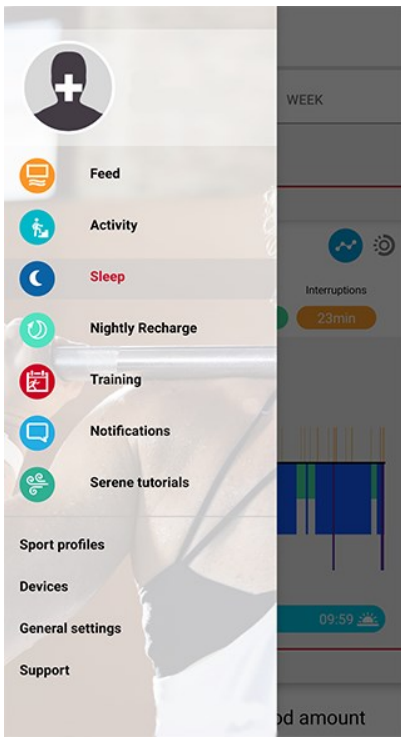 WEEK
Feed
Activity
Sleep
Interruptions
23min
Nightly Recharge
Training
Notifications
Serene tutorials
Sport profiles
Devices
09:59
General settings
Support
od amount